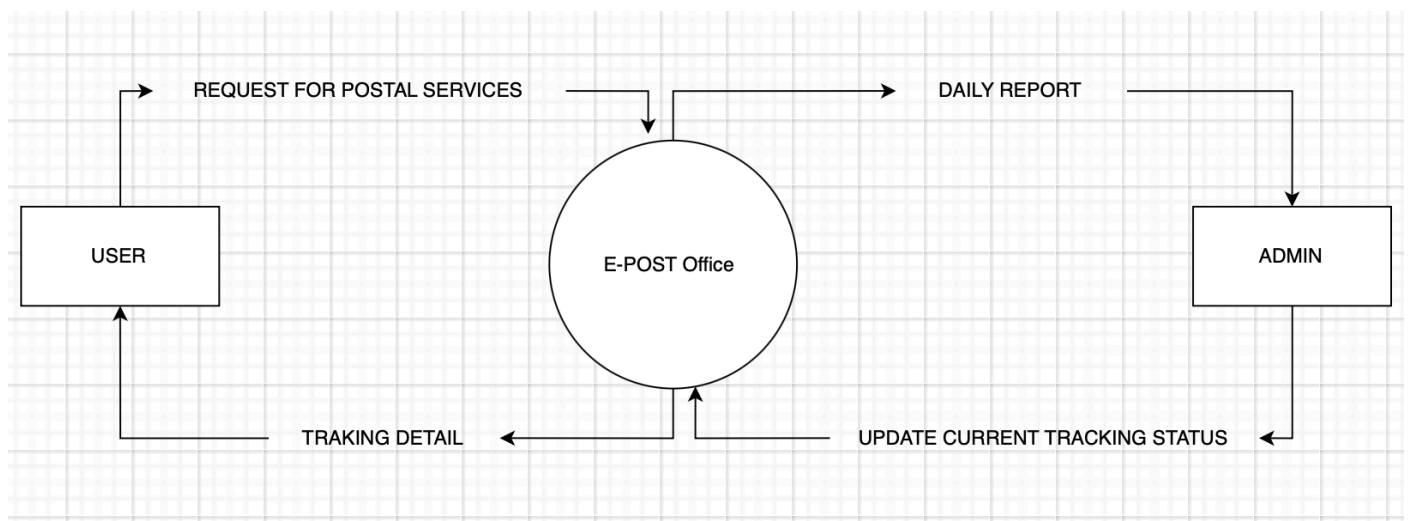 REQUEST FOR POSTAL SERVICES
DAILY REPORT
USER
E-POST Office
ADMIN
TRAKING DETAIL
UPDATE CURRENT TRACKING STATUS